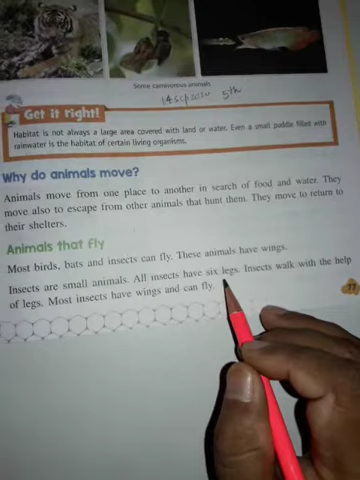 Some carnivorous animals
5th
Get it right!
Habitat is not always a large area covered with land or water. Even a small puddle filled with
rainwater is the habitat of certain living organisms.
Why do animals move?
Animals move from one place to another in search of food and water. They
move also to escape from other animals that hunt them. They move to return to
their shelters.
Animals that fly
Most birds, bats and insects can fly. These animals have wings.
Insects are small animals. All insects have six legs. Insects walk with the help
of legs. Most insects have wings and can fly.